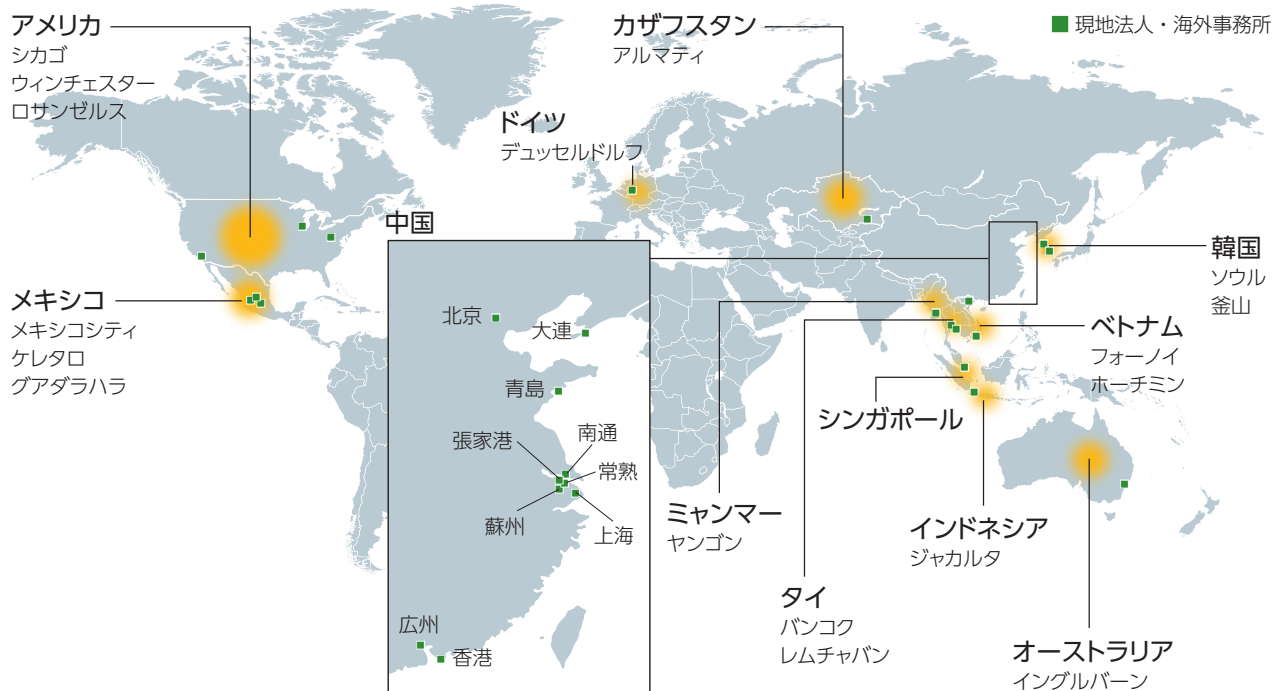 アメリカ
シカゴ
ウィンチェスター
ロサンゼルス
カザフスタン
アルマティ
現地法人・海外事務所
ドイツ
デュッセルドルフ
中国
北京
大連
青島
張家港
南通
常熟
蘇州
上海
広州
香港
韓国
ソウル
釜山
メキシコ
メキシコシティ
ケレタロ
グアダラハラ
ベトナム
フォーノイ
ホーチミン
シンガポール
ミャンマー
ヤンゴン
インドネシア
ジャカルタ
タイ
バンコク
レムチャバン
オーストラリア
イングルバーン